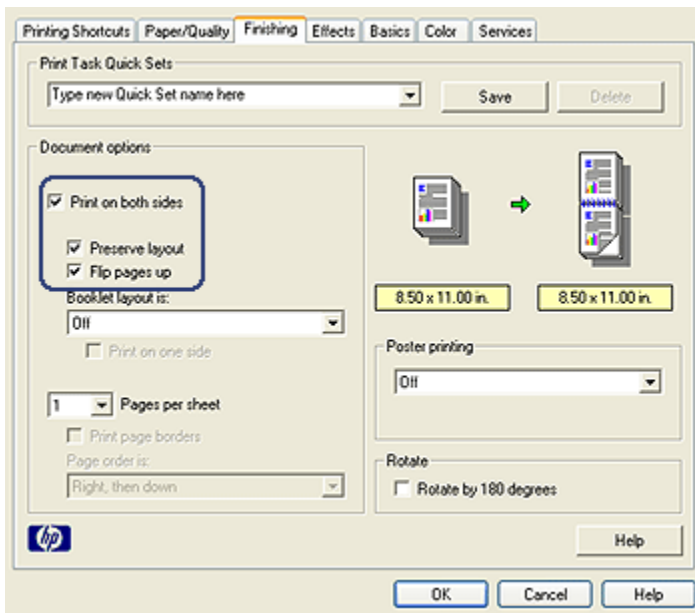 Printing Shortcuts Paper/Quality Finishing Effects Basics Color Services
Print Task Quick Sets
Type new Quick Set name here
Save
Delete
Document options
Print on both sides
Preserve layout
Flip pages up
Booklet layout is:
Off
Print on one side
1 Pages per sheet
Print page borders
Page order is:
Right, then down
8.50 x 11.00 in.
8.50 x 11.00 in.
Poster printing
Off
Rotate
Rotate by 180 degrees
hp
Help
OK
Cancel
Help